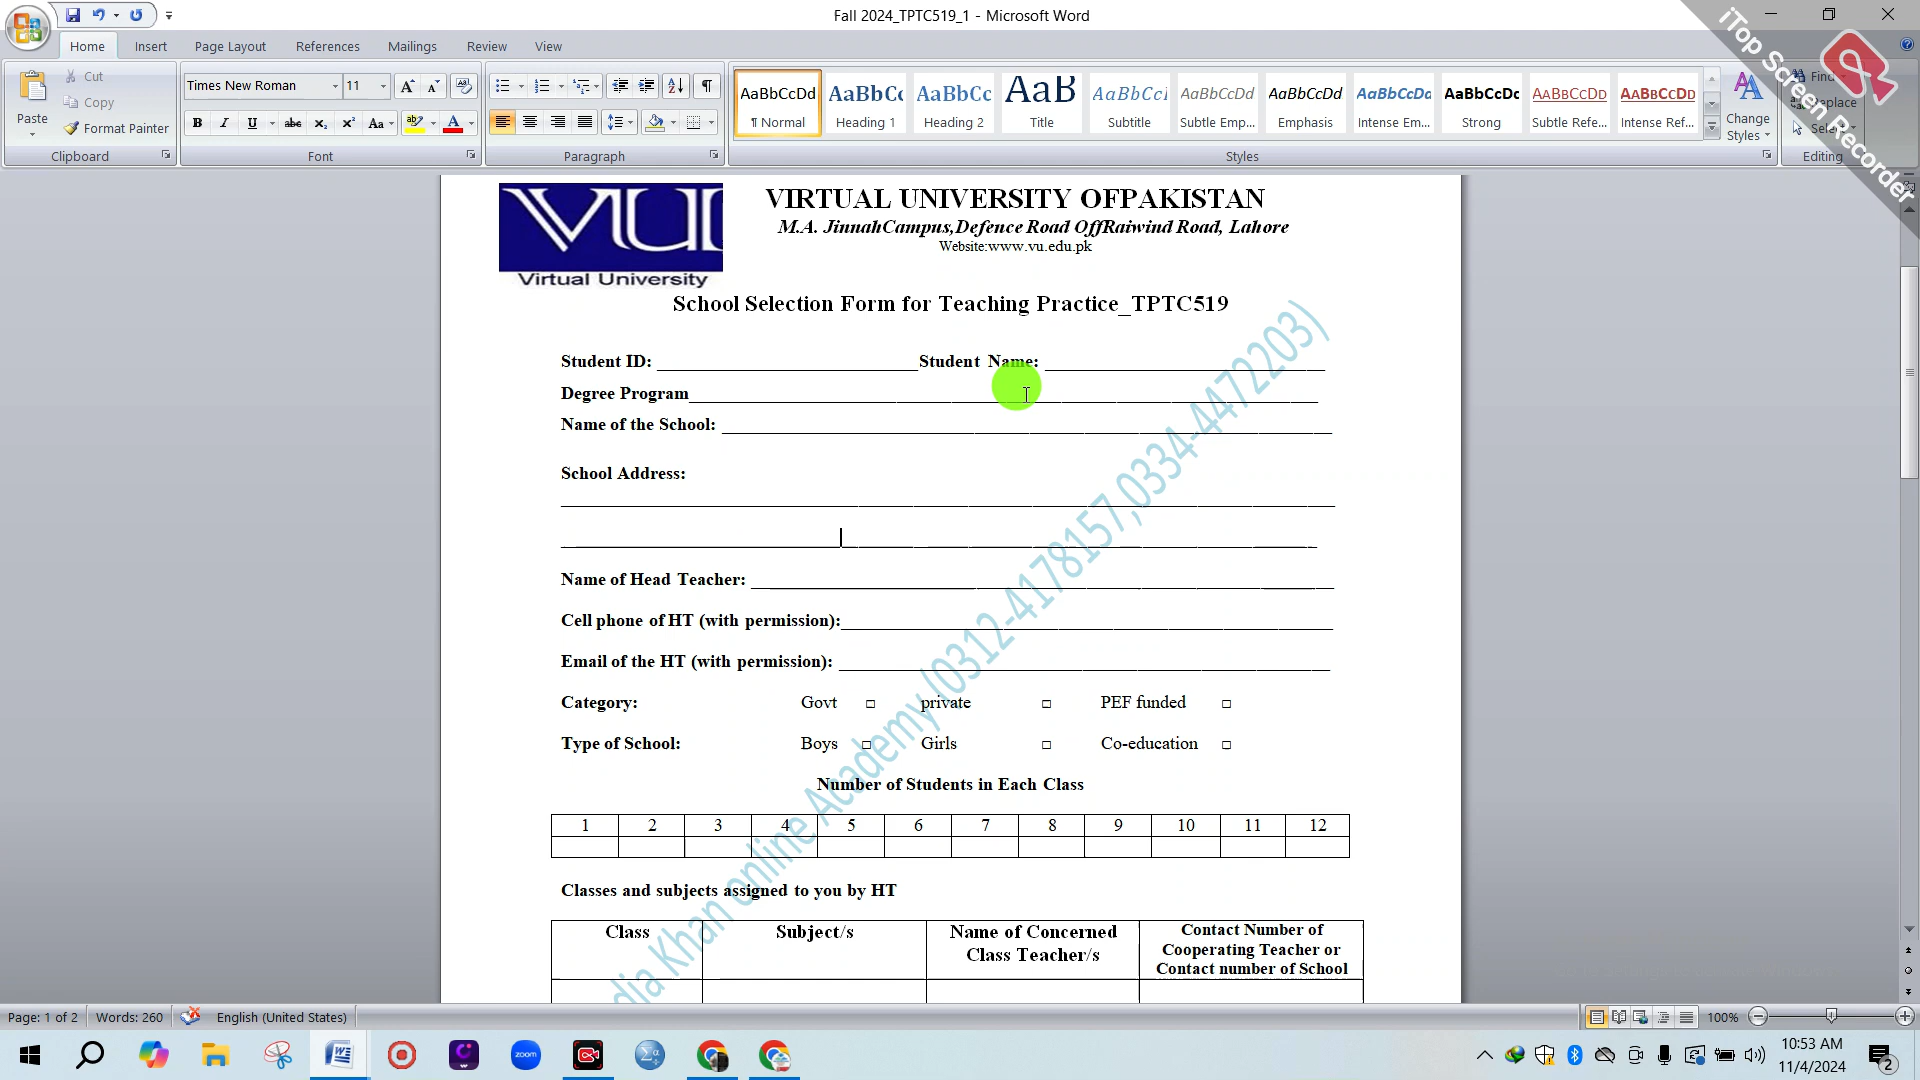 Fall 2024_TPTC519_1 - Microsoft Word
iTop Screen Recorder
Home Insert Page Layout References Mailings Review View
Paste
Cut
Copy
Format Painter
Clipboard
Times New Roman 11
Font
Paragraph
AaBbCcDd AaBbCc AaBbCc AaB AaBbCcl AaBbCcDd AaBbCcDd AaBbCcDc AaBbCcDc AaBbCcDd AaBbCcDd
¶ Normal Heading 1 Heading 2 Title Subtitle Subtle Emp... Emphasis Intense Em... Strong Subtle Refe... Intense Ref...
Change Styles
Styles
Find
Replace
Select
Editing
VU
Virtual University
VIRTUAL UNIVERSITY OFPAKISTAN
M.A. JinnahCampus,Defence Road OffRaiwind Road, Lahore
Website:www.vu.edu.pk
School Selection Form for Teaching Practice_TPTC519
Student ID: Student Name:
Degree Program
Name of the School:
School Address:
Name of Head Teacher:
Cell phone of HT (with permission):
Email of the HT (with permission):
Category: Govt □ private □ PEF funded □
Type of School: Boys □ Girls □ Co-education □
Number of Students in Each Class
1 2 3 4 5 6 7 8 9 10 11 12
Classes and subjects assigned to you by HT
Class Subject/s Name of Concerned Class Teacher/s Contact Number of Cooperating Teacher or Contact number of School
Khan online Academy (0312-4178157,0334-4472203)
Page: 1 of 2 Words: 260 English (United States) 100%
zoom
10:53 AM
11/4/2024
2